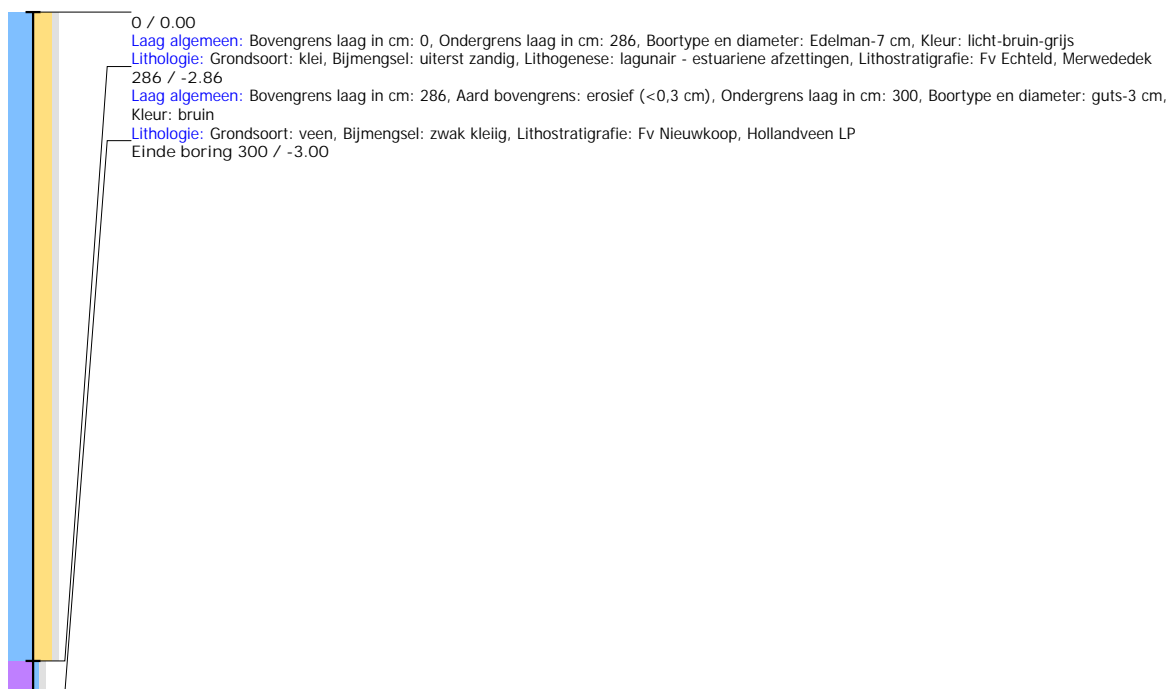 0 / 0.00
Laag algemeen: Bovengrens laag in cm: 0, Ondergrens laag in cm: 286, Boortype en diameter: Edelman-7 cm, Kleur: licht-bruin-grijs
Lithologie: Grondsoort: klei, Bijmengsel: uiterst zandig, Lithogenese: lagunair - estuariene afzettingen, Lithostratigrafie: Fv Echteld, Merwededek
286 / -2.86
Laag algemeen: Bovengrens laag in cm: 286, Aard bovengrens: erosief (<0,3 cm), Ondergrens laag in cm: 300, Boortype en diameter: guts-3 cm,
Kleur: bruin
Lithologie: Grondsoort: veen, Bijmengsel: zwak kleiig, Lithostratigrafie: Fv Nieuwkoop, Hollandveen LP
Einde boring 300 / -3.00